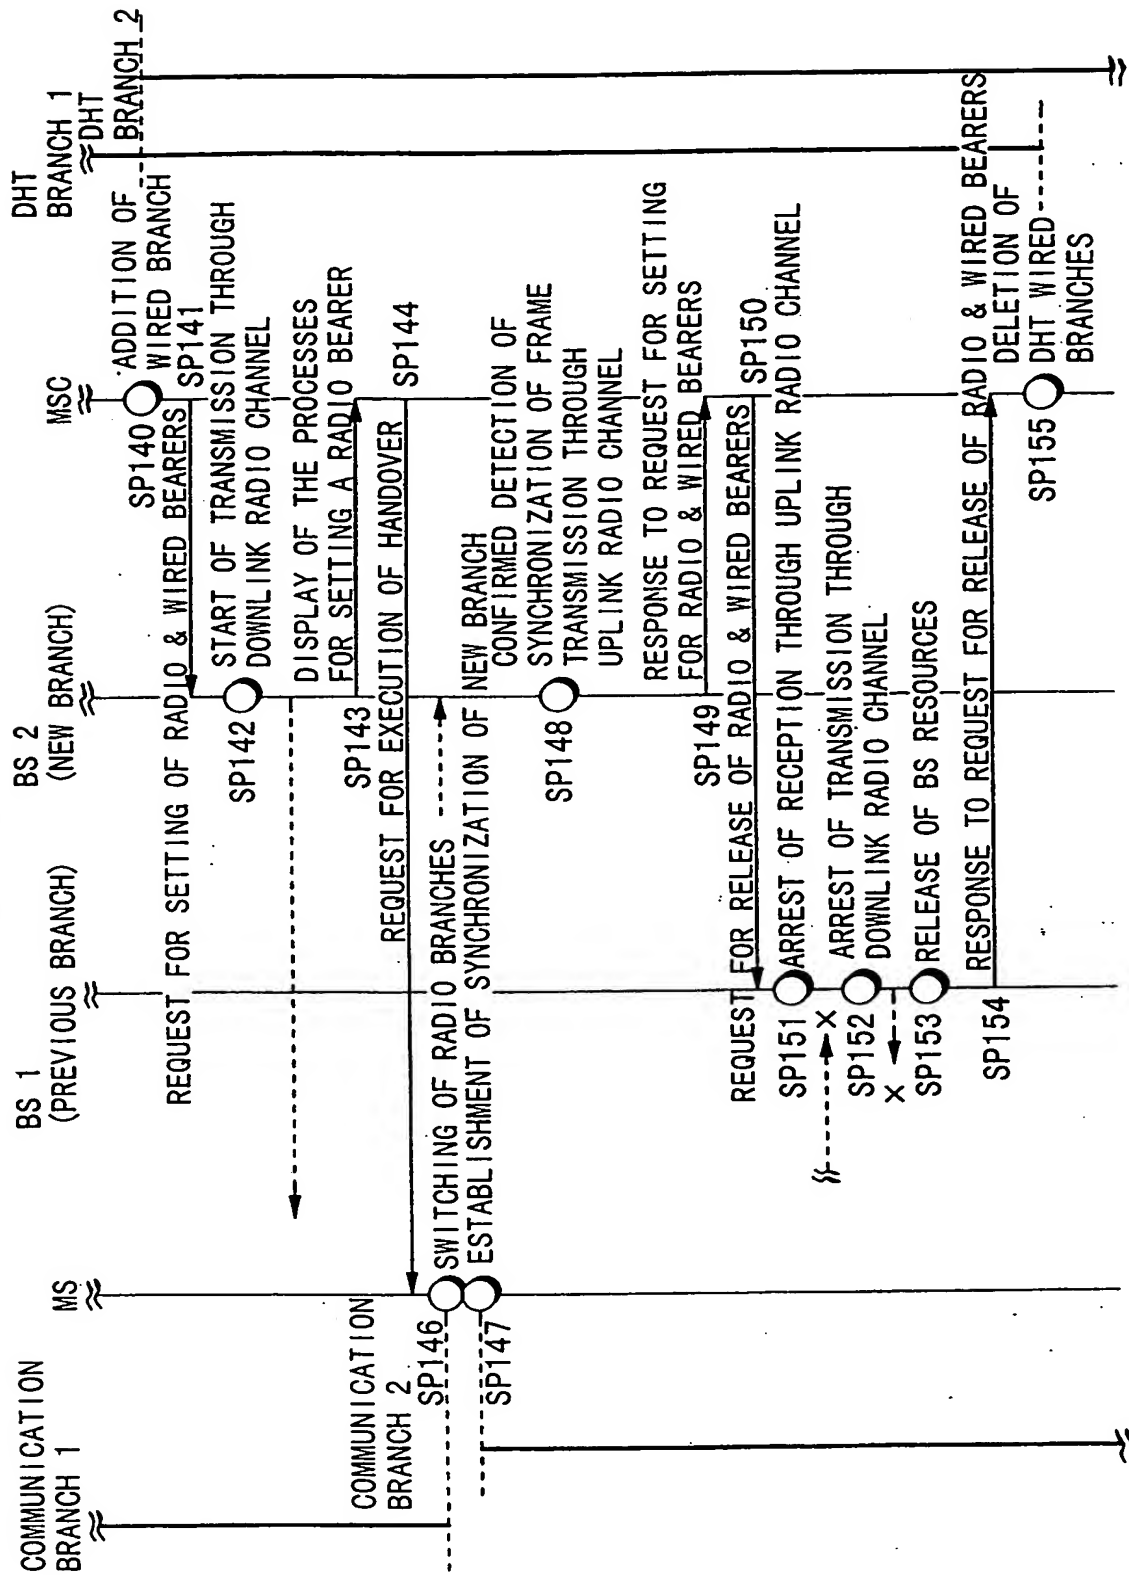 COMMUNICATION
BRANCH 1
MS
BS 1
(PREVIOUS BRANCH)
BS 2
(NEW BRANCH)
MSC
DHT
BRANCH 1
DHT
BRANCH 2
ADDITION OF
WIRED BRANCH
SP140
REQUEST FOR SETTING OF RADIO & WIRED BEARERS
SP141
START OF TRANSMISSION THROUGH
DOWNLINK RADIO CHANNEL
SP142
DISPLAY OF THE PROCESSES
FOR SETTING A RADIO BEARER
SP143
REQUEST FOR EXECUTION OF HANDOVER
SP144
COMMUNICATION
BRANCH 2
SP146
SWITCHING OF RADIO BRANCHES
SP147
ESTABLISHMENT OF SYNCHRONIZATION OF NEW BRANCH
CONFIRMED DETECTION OF
SYNCHRONIZATION OF FRAME
TRANSMISSION THROUGH
UPLINK RADIO CHANNEL
SP148
RESPONSE TO REQUEST FOR SETTING
FOR RADIO & WIRED BEARERS
SP149
REQUEST FOR RELEASE OF RADIO & WIRED BEARERS
SP150
SP151
ARREST OF RECEPTION THROUGH UPLINK RADIO CHANNEL
X
SP152
ARREST OF TRANSMISSION THROUGH
DOWNLINK RADIO CHANNEL
X
SP153
RELEASE OF BS RESOURCES
SP154
RESPONSE TO REQUEST FOR RELEASE OF RADIO & WIRED BEARERS
SP155
DELETION OF
DHT WIRED
BRANCHES